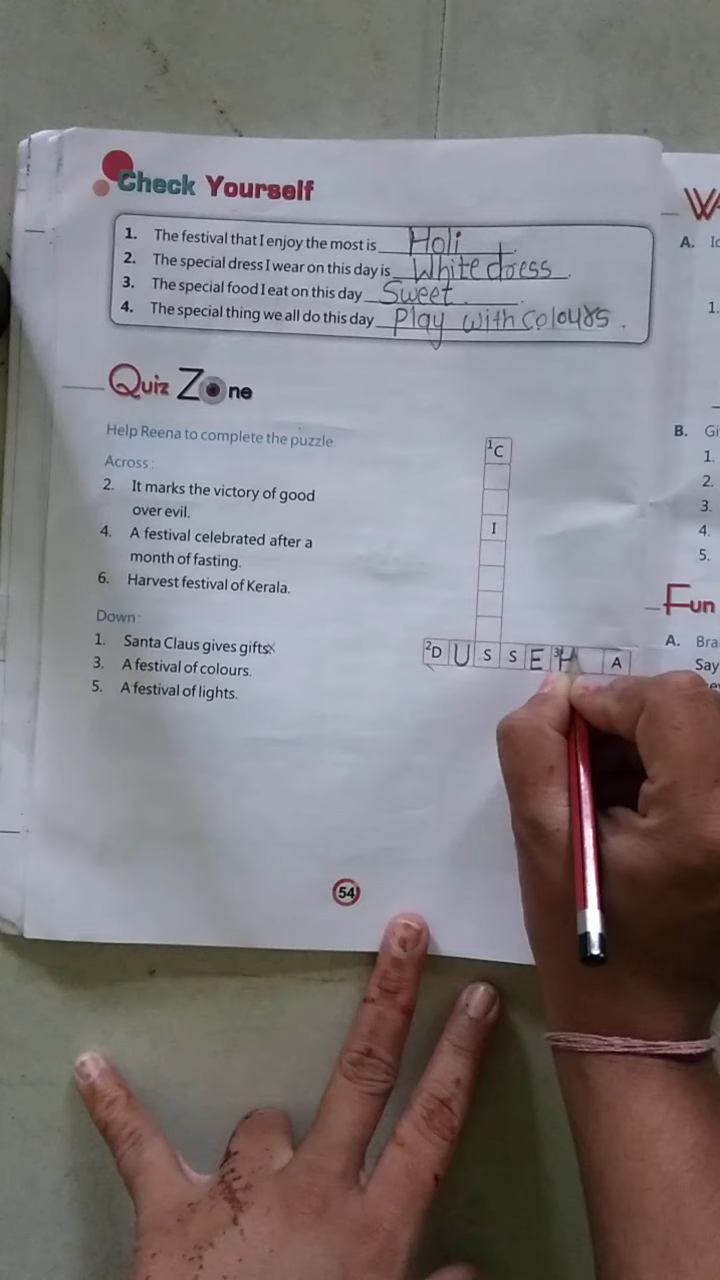 Check Yourself
1. The festival that I enjoy the most is Holi.
2. The special dress I wear on this day is White dress.
3. The special food I eat on this day Sweet.
4. The special thing we all do this day Play with colours.
Quiz Zone
Help Reena to complete the puzzle.
Across:
2. It marks the victory of good
over evil.
4. A festival celebrated after a
month of fasting.
6. Harvest festival of Kerala.
Down:
1. Santa Claus gives gifts.
3. A festival of colours.
5. A festival of lights.
1C
I
2D U S S E 3H A
54
A.
1.
B. Gi
1.
2.
3.
4.
5.
Fun
A. Bra
Say